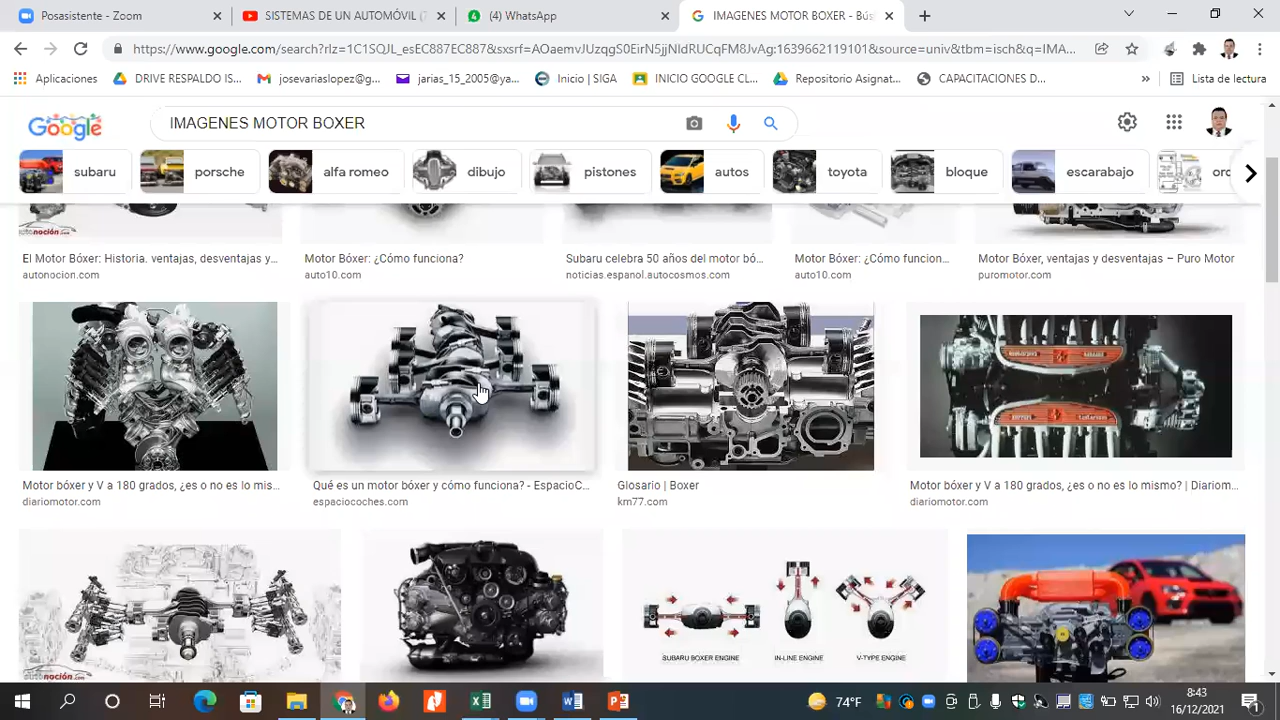 Posasistente - Zoom
SISTEMAS DE UN AUTOMÓVIL (T
(4) WhatsApp
IMAGENES MOTOR BOXER - Bús
https://www.google.com/search?rlz=1C1SQJL_esEC887EC887&sxsrf=AOaemvJUzqgS0EirN5jjNldRUCqFM8JvAg:1639662119101&source=univ&tbm=isch&q=IMA...
Aplicaciones
DRIVE RESPALDO IS...
josevariaslopez@g...
jarias_15_2005@ya...
Inicio | SIGA
INICIO GOOGLE CL...
Repositorio Asignat...
CAPACITACIONES D...
»
Lista de lectura
Google
IMAGENES MOTOR BOXER
subaru
porsche
alfa romeo
dibujo
pistones
autos
toyota
bloque
escarabajo
orc
autonoción.com
El Motor Bóxer: Historia. ventajas, desventajas y...
autonocion.com
Motor Bóxer: ¿Cómo funciona?
auto10.com
Subaru celebra 50 años del motor bó...
noticias.espanol.autocosmos.com
Motor Bóxer: ¿Cómo funcion...
auto10.com
Motor Bóxer, ventajas y desventajas – Puro Motor
puromotor.com
Motor bóxer y V a 180 grados, ¿es o no es lo mis...
diariomotor.com
Qué es un motor bóxer y cómo funciona? - EspacioC...
espaciocoches.com
Glosario | Boxer
km77.com
Motor bóxer y V a 180 grados, ¿es o no es lo mismo? | Diariom...
diariomotor.com
autonoción.com
SUBARU BOXER ENGINE
IN-LINE ENGINE
V-TYPE ENGINE
74°F
8:43
16/12/2021
1